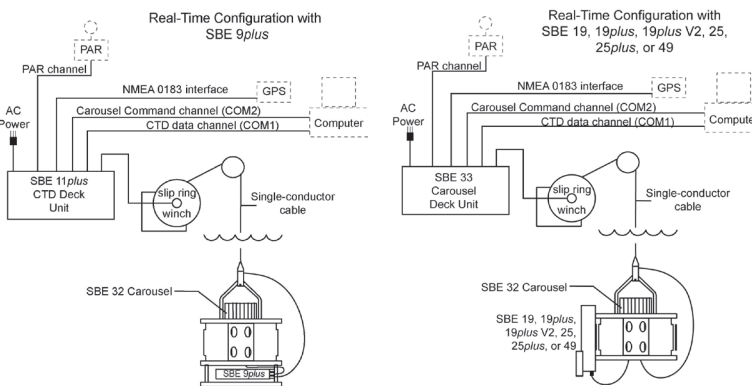 Real-Time Configuration with
SBE 9plus
PAR
PAR channel
NMEA 0183 interface
GPS
AC
Power
Carousel Command channel (COM2)
CTD data channel (COM1)
Computer
SBE 11plus
CTD Deck
Unit
slip ring
winch
Single-conductor
cable
SBE 32 Carousel
SBE 9plus
Real-Time Configuration with
SBE 19, 19plus, 19plus V2, 25,
25plus, or 49
PAR
PAR channel
NMEA 0183 interface
GPS
AC
Power
Carousel Command channel (COM2)
CTD data channel (COM1)
Compute
SBE 33
Carousel
Deck Unit
slip ring
winch
Single-conductor
cable
SBE 32 Carousel
SBE 19, 19plus,
19plus V2, 25,
25plus, or 49